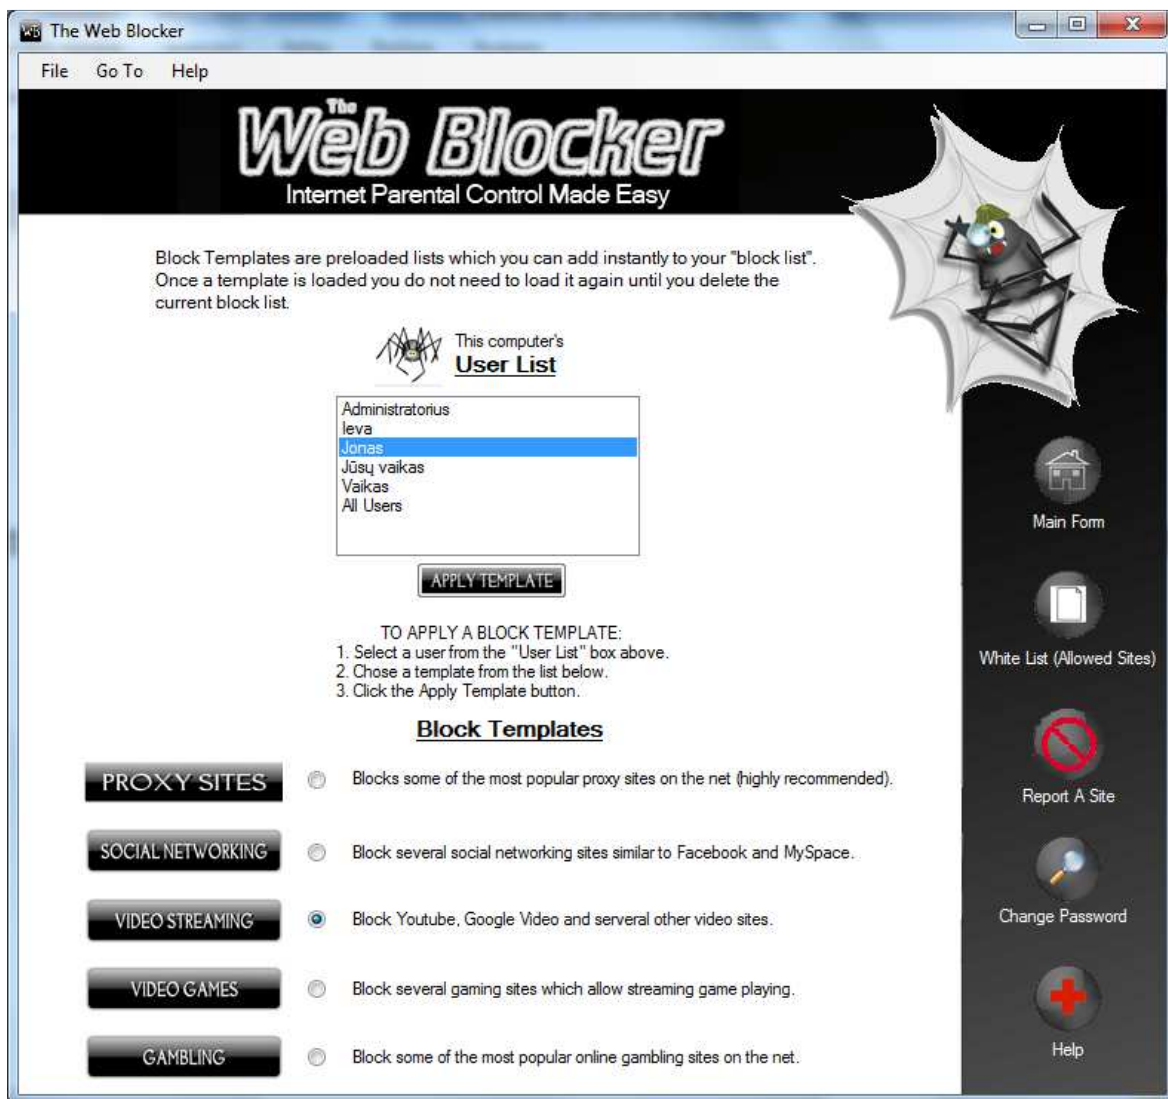 WB The Web Blocker
File Go To Help
The
Web Blocker
Internet Parental Control Made Easy
Block Templates are preloaded lists which you can add instantly to your "block list".
Once a template is loaded you do not need to load it again until you delete the
current block list.
This computer's
User List
Administratorius
Ieva
Jonas
Jūsų vaikas
Vaikas
All Users
APPLY TEMPLATE
TO APPLY A BLOCK TEMPLATE:
1. Select a user from the "User List" box above.
2. Chose a template from the list below.
3. Click the Apply Template button.
Block Templates
PROXY SITES Blocks some of the most popular proxy sites on the net (highly recommended).
SOCIAL NETWORKING Block several social networking sites similar to Facebook and MySpace.
VIDEO STREAMING Block Youtube, Google Video and serveral other video sites.
VIDEO GAMES Block several gaming sites which allow streaming game playing.
GAMBLING Block some of the most popular online gambling sites on the net.
Main Form
White List (Allowed Sites)
Report A Site
Change Password
Help